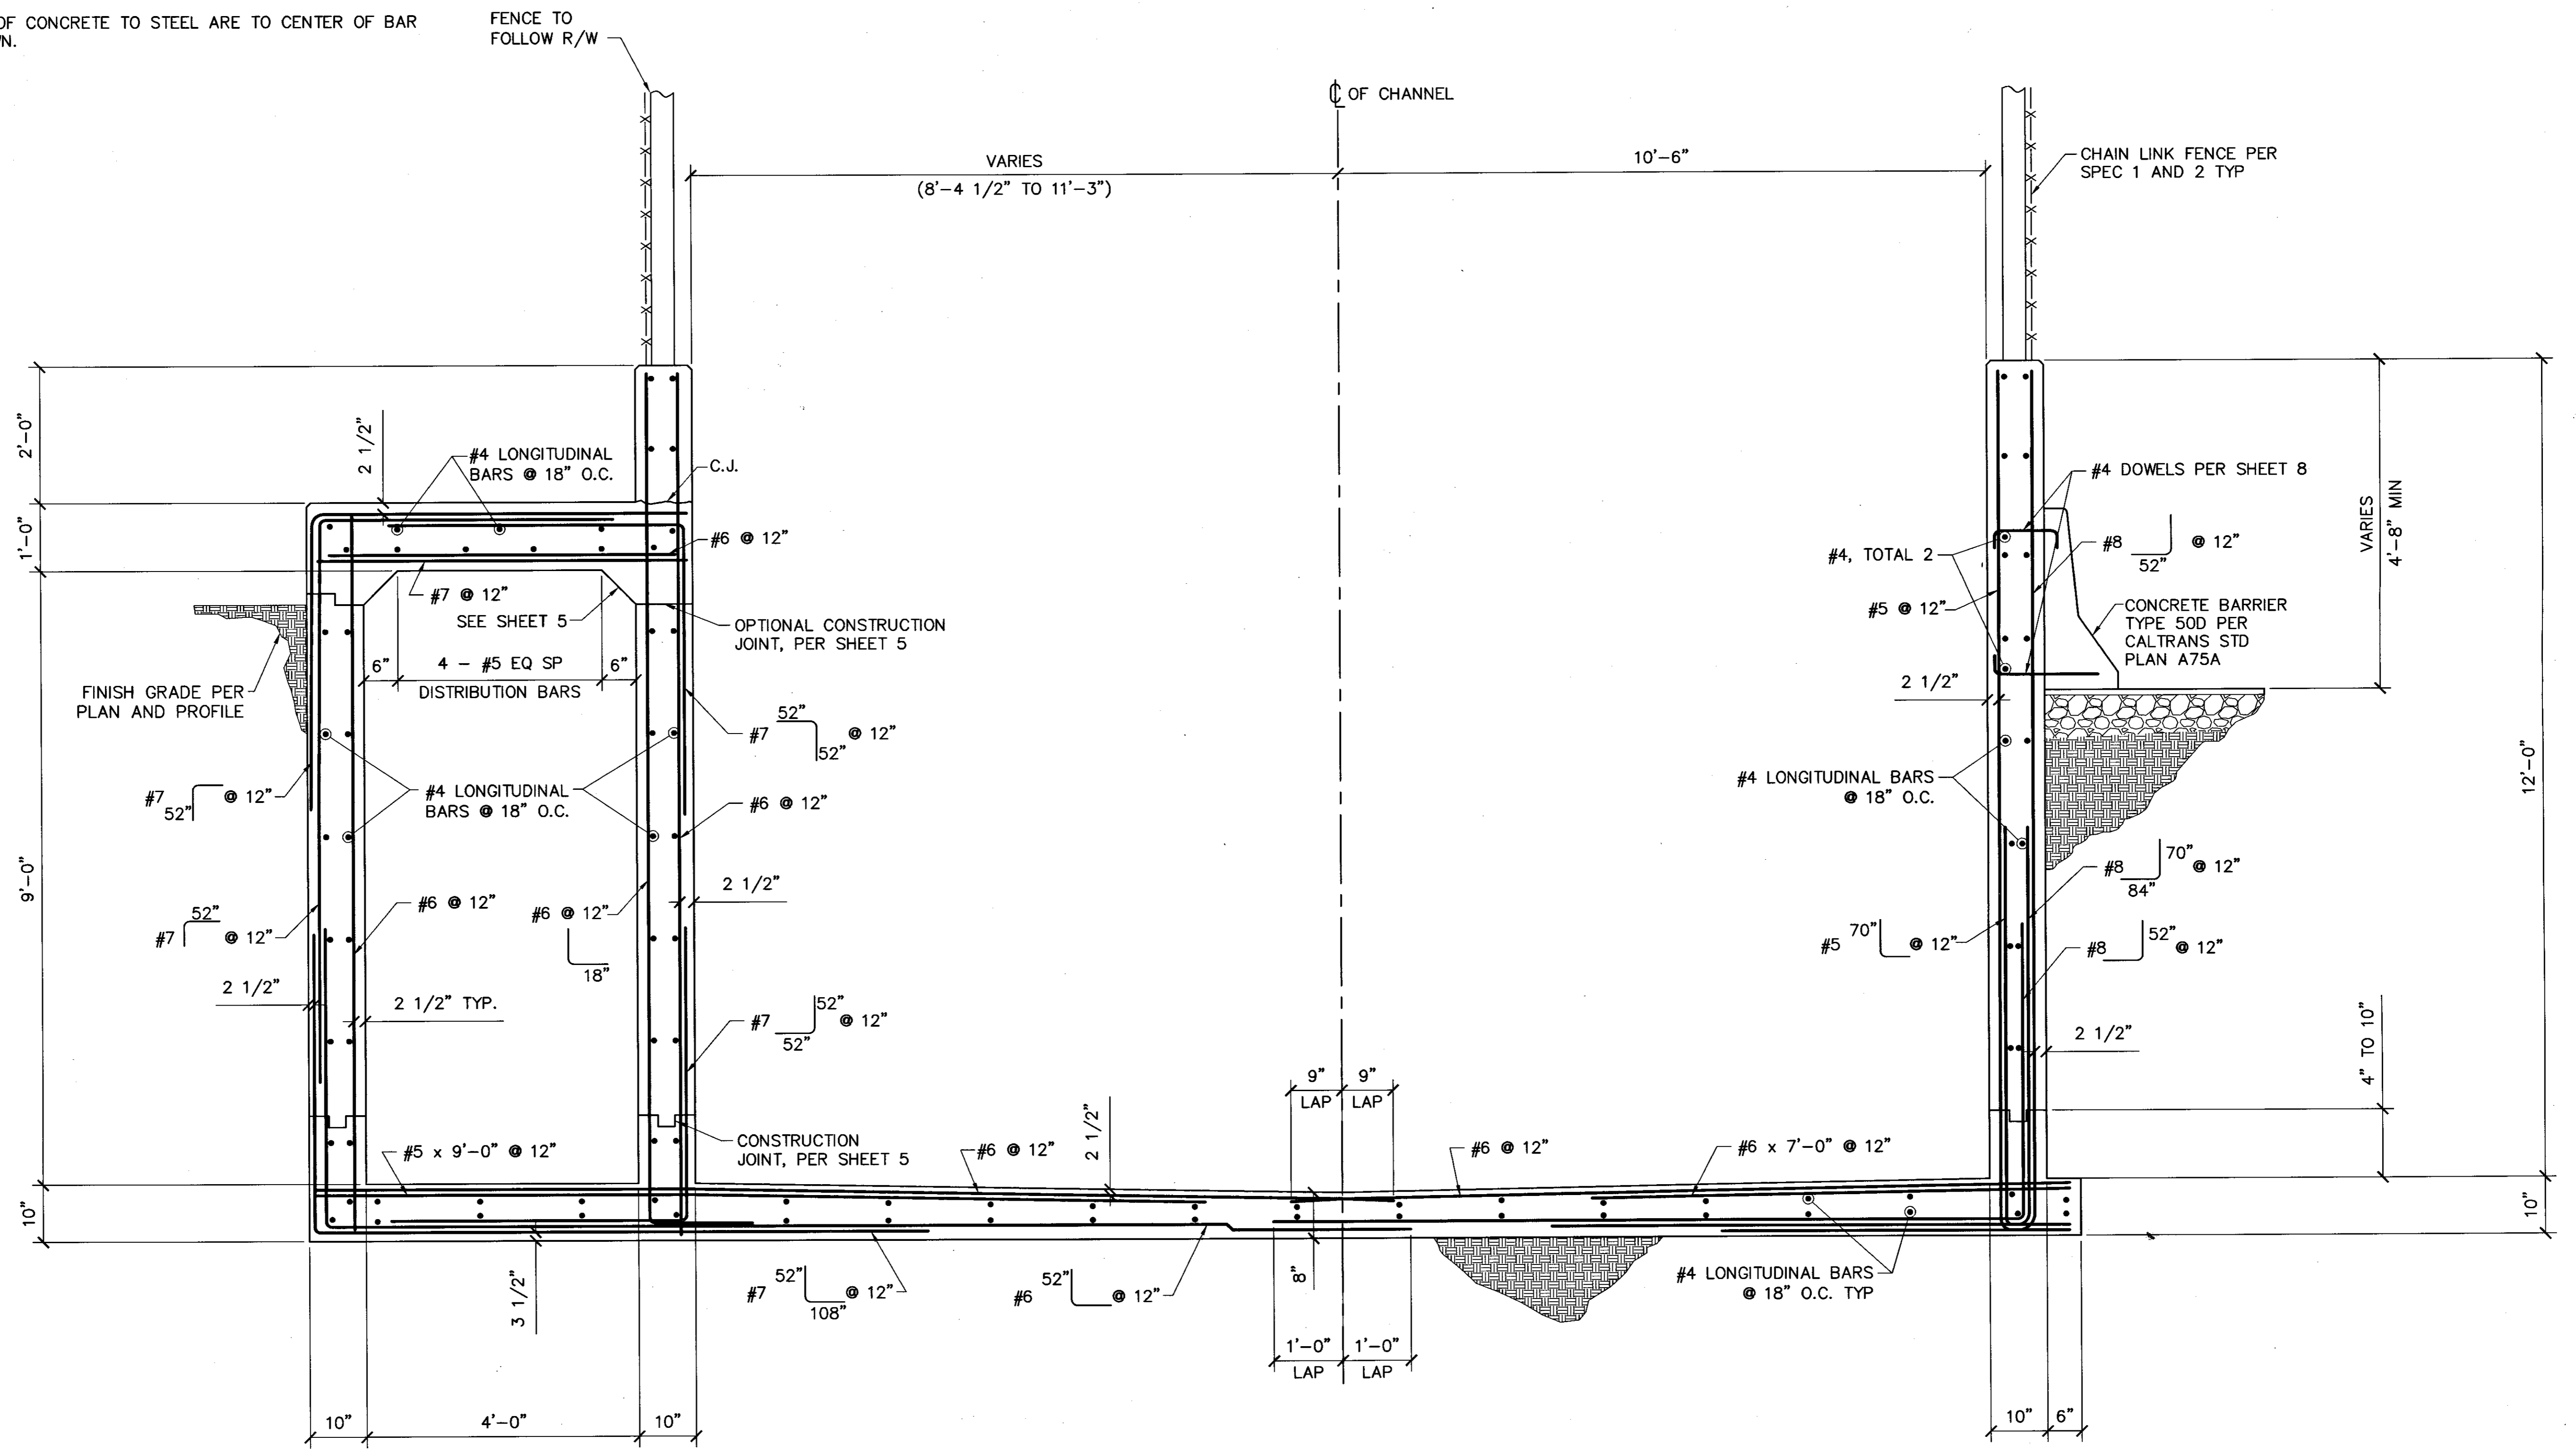 OF CONCRETE TO STEEL ARE TO CENTER OF BAR
FENCE TO
FOLLOW R/W
℄ OF CHANNEL
VARIES
(8'-4 1/2" TO 11'-3")
10'-6"
CHAIN LINK FENCE PER
SPEC 1 AND 2 TYP
2'-0"
1'-0"
9'-0"
10"
2 1/2"
#4 LONGITUDINAL
BARS @ 18" O.C.
C.J.
#6 @ 12"
#7 @ 12"
SEE SHEET 5
OPTIONAL CONSTRUCTION
JOINT, PER SHEET 5
6"
4 - #5 EQ SP
6"
DISTRIBUTION BARS
FINISH GRADE PER
PLAN AND PROFILE
52"
#7
52"
@ 12"
#7
52"
@ 12"
#4 LONGITUDINAL
BARS @ 18" O.C.
#6 @ 12"
2 1/2"
52"
#7
@ 12"
#6 @ 12"
#6 @ 12"
18"
2 1/2"
2 1/2" TYP.
52"
#7
@ 12"
52"
CONSTRUCTION
JOINT, PER SHEET 5
#5 x 9'-0" @ 12"
#6 @ 12"
2 1/2"
9"
9"
LAP
LAP
#6 @ 12"
#6 x 7'-0" @ 12"
3 1/2"
52"
#7
@ 12"
108"
52"
#6
@ 12"
8"
1'-0"
1'-0"
LAP
LAP
#4 LONGITUDINAL BARS
@ 18" O.C. TYP
10"
4'-0"
10"
10"
6"
#4 DOWELS PER SHEET 8
#4, TOTAL 2
#8
@ 12"
52"
#5 @ 12"
CONCRETE BARRIER
TYPE 50D PER
CALTRANS STD
PLAN A75A
2 1/2"
#4 LONGITUDINAL BARS
@ 18" O.C.
70"
#8
@ 12"
84"
70"
#5
@ 12"
52"
#8
@ 12"
2 1/2"
VARIES
4'-8" MIN
12'-0"
4" TO 10"
10"